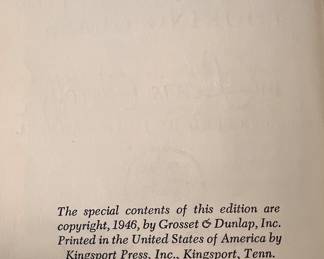 The special contents of this edition are
copyright, 1946, by Grosset & Dunlap, Inc.
Printed in the United States of America by
Kingsport Press, Inc., Kingsport, Tenn.